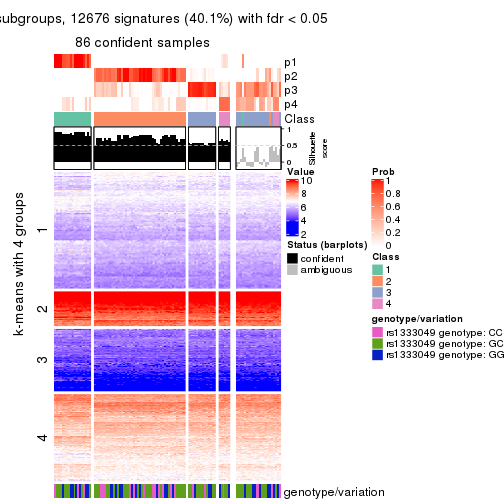 subgroups, 12676 signatures (40.1%) with fdr < 0.05
86 confident samples
p1
p2
p3
p4
Class
1
0.5
0
Silhouette
score
k-means with 4 groups
1
2
3
4
genotype/variation
Value
10
8
6
4
2
Status (barplots)
confident
ambiguous
Prob
1
0.8
0.6
0.4
0.2
0
Class
1
2
3
4
genotype/variation
rs1333049 genotype: CC
rs1333049 genotype: GC
rs1333049 genotype: GG